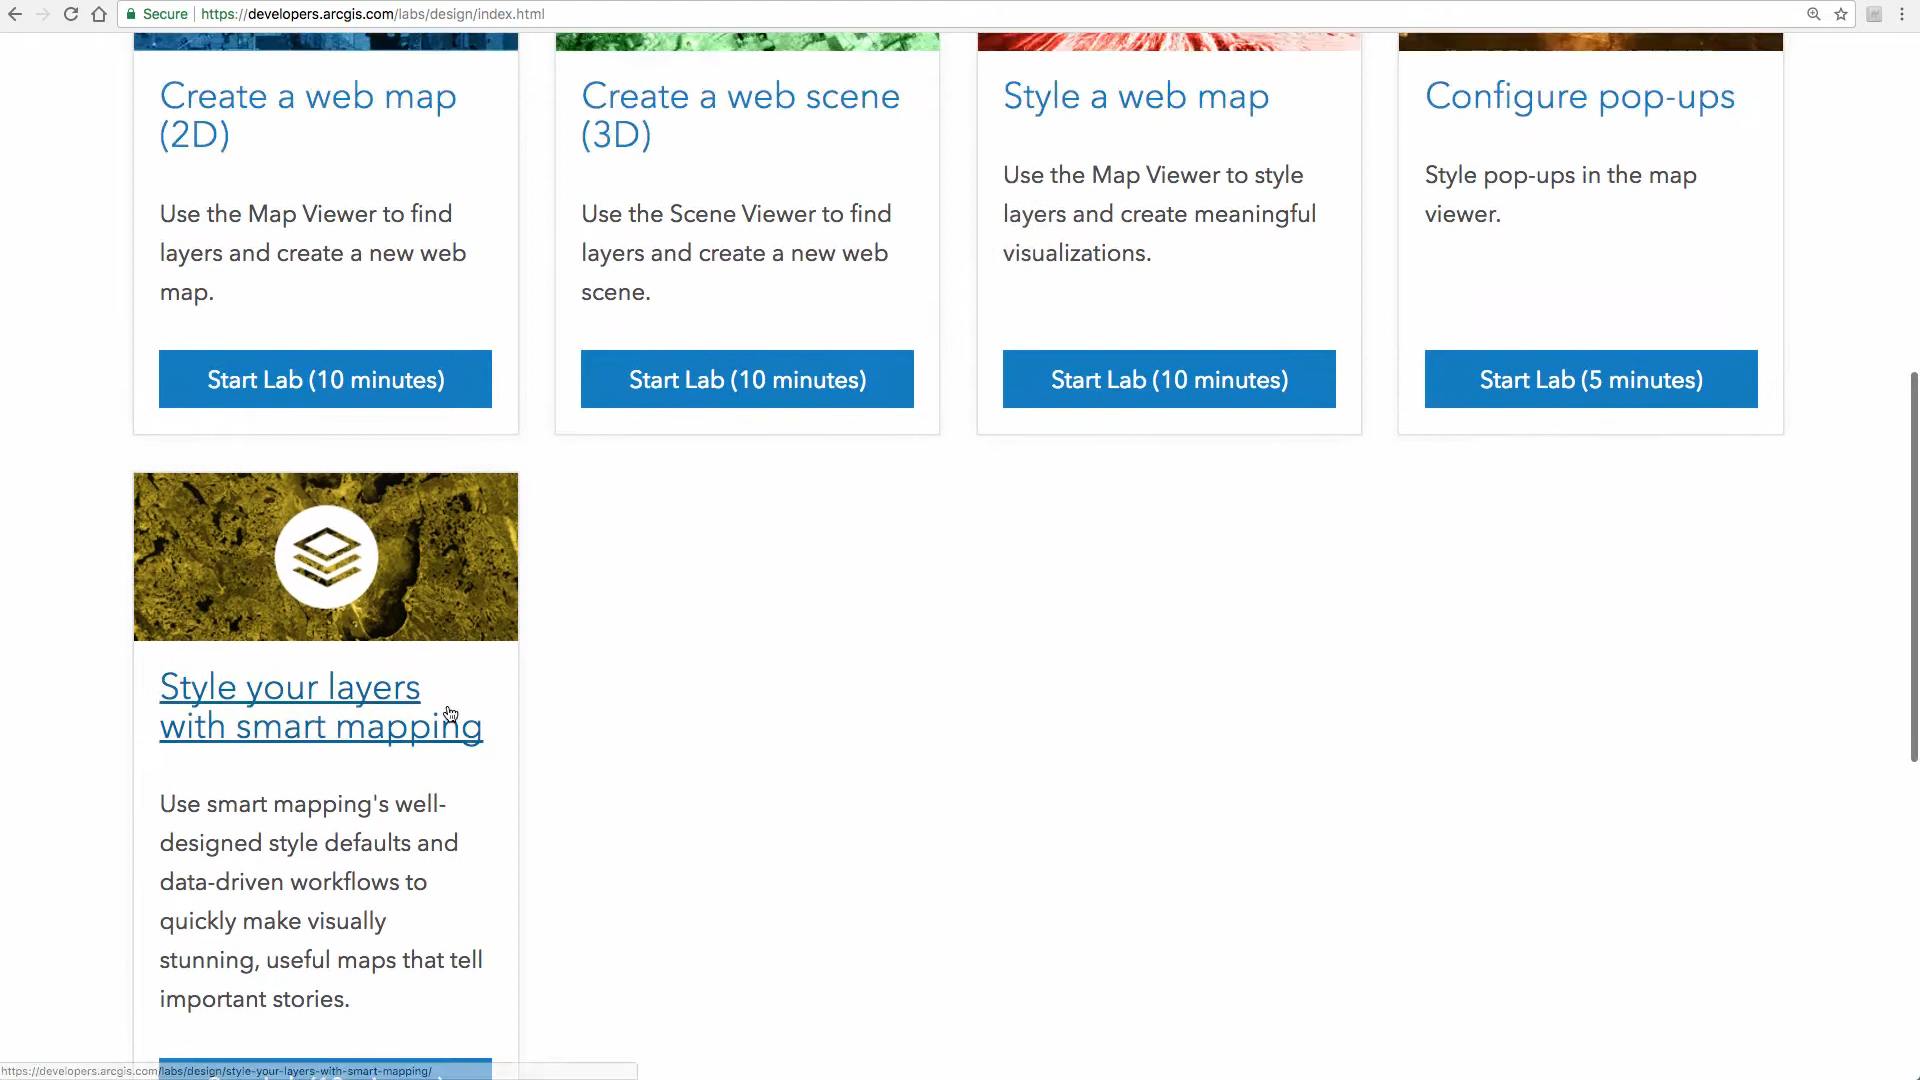 Secure
https://developers.arcgis.com/labs/design/index.html
Create a web map
(2D)
Use the Map Viewer to find
layers and create a new web
map.
Start Lab (10 minutes)
Create a web scene
(3D)
Use the Scene Viewer to find
layers and create a new web
scene.
Start Lab (10 minutes)
Style a web map
Use the Map Viewer to style
layers and create meaningful
visualizations.
Start Lab (10 minutes)
Configure pop-ups
Style pop-ups in the map
viewer.
Start Lab (5 minutes)
Style your layers
with smart mapping
Use smart mapping's well-
designed style defaults and
data-driven workflows to
quickly make visually
stunning, useful maps that tell
important stories.
https://developers.arcgis.com/labs/design/style-your-layers-with-smart-mapping/